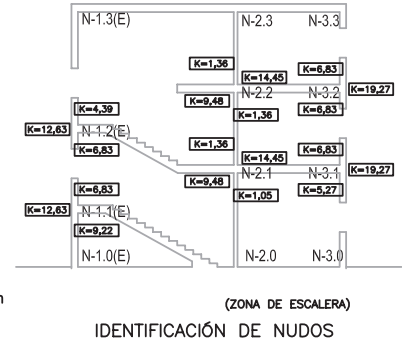 N-1.3(E) N-2.3 N-3.3
K=1,36 K=6,83
K=14,45
N-2.2 N-3.2 K=19,27
K=4,39 K=9,48 K=6,83
K=1,36
K=12,63 N-1.2(E)
K=6,83 K=1,36 K=6,83
K=14,45
N-2.1 N-3.1 K=19,27
K=6,83 K=9,48 K=5,27
K=1,05
K=12,63 N-1.1(E)
K=9,22
N-1.0(E) N-2.0 N-3.0
n (ZONA DE ESCALERA)
IDENTIFICACIÓN DE NUDOS